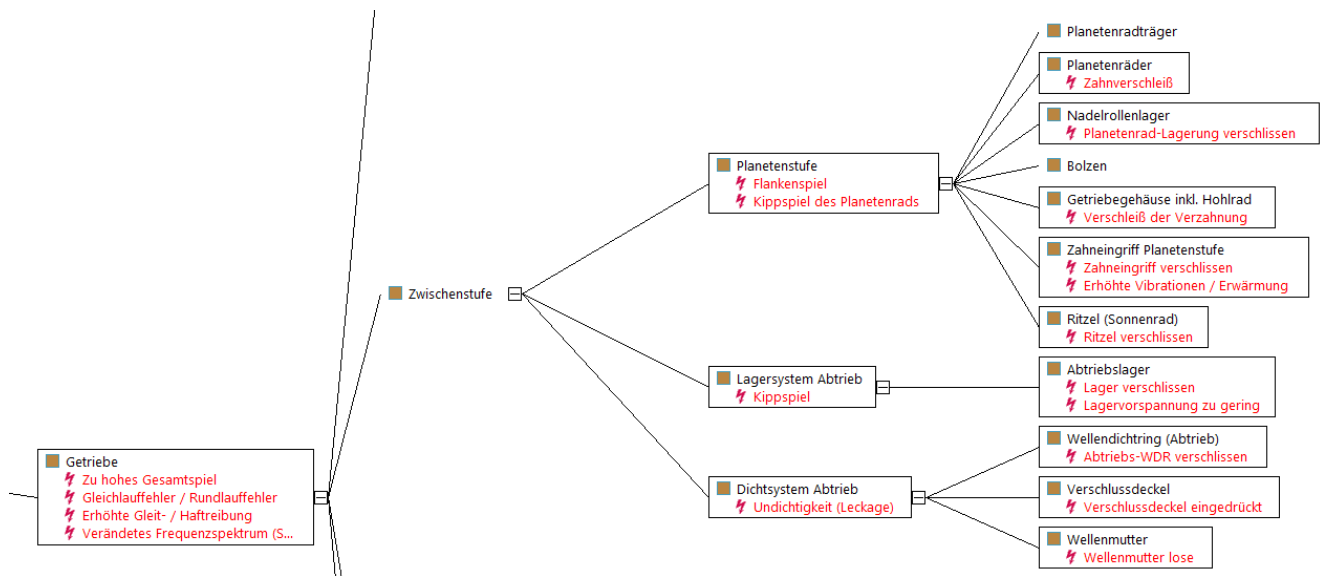 Planetenradträger
Planetenräder
Zahnverschleiß
Nadelrollenlager
Planetenrad-Lagerung verschlissen
Planetenstufe
Flankenspiel
Kippspiel des Planetenrads
Bolzen
Getriebegehäuse inkl. Hohlrad
Verschleiß der Verzahnung
Zahneingriff Planetenstufe
Zahneingriff verschlissen
Erhöhte Vibrationen / Erwärmung
Zwischenstufe
Ritzel (Sonnenrad)
Ritzel verschlissen
Lagersystem Abtrieb
Kippspiel
Abtriebslager
Lager verschlissen
Lagervorspannung zu gering
Getriebe
Zu hohes Gesamtspiel
Gleichlauffehler / Rundlauffehler
Erhöhte Gleit- / Haftreibung
Verändetes Frequenzspektrum (S...
Dichtsystem Abtrieb
Undichtigkeit (Leckage)
Wellendichtring (Abtrieb)
Abtriebs-WDR verschlissen
Verschlussdeckel
Verschlussdeckel eingedrückt
Wellenmutter
Wellenmutter lose